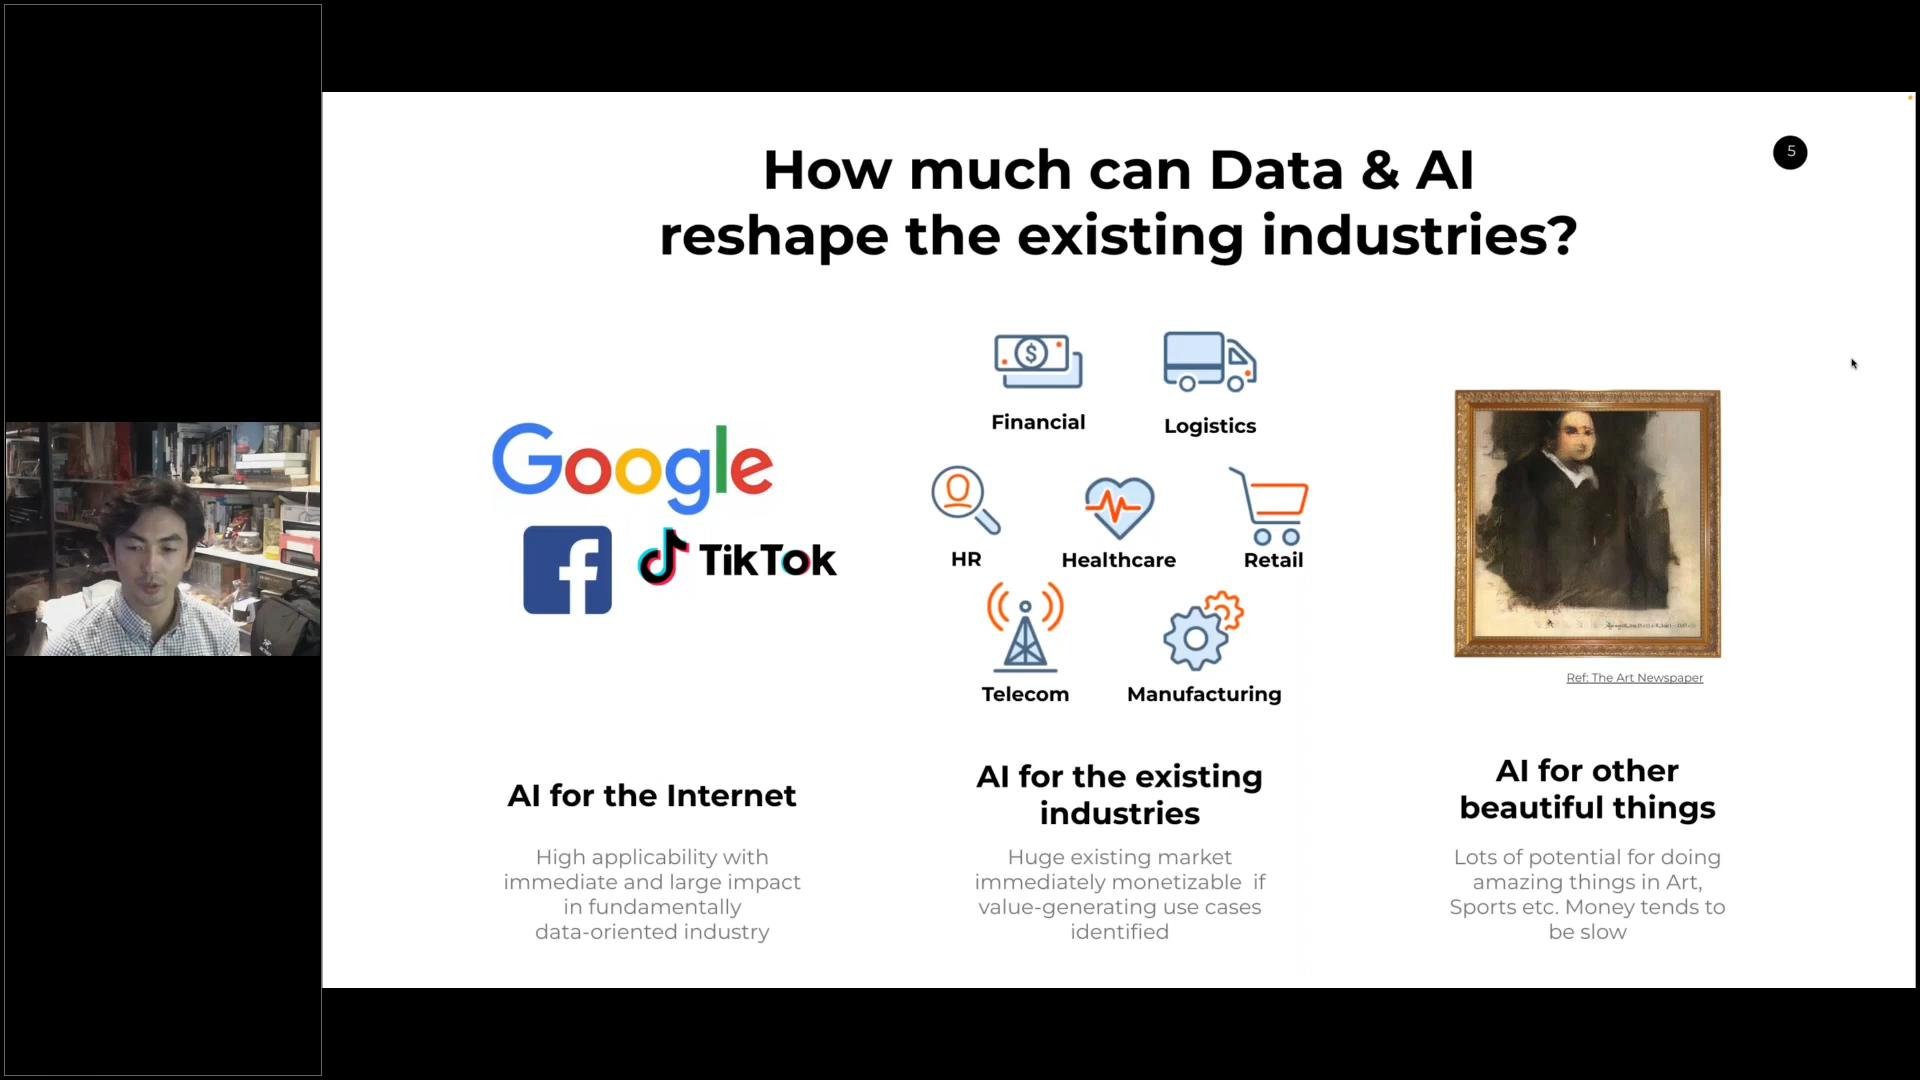 How much can Data & AI
reshape the existing industries?
5
Google
f
TikTok
Financial
Logistics
HR
Healthcare
Retail
Telecom
Manufacturing
Ref: The Art Newspaper
AI for the Internet
High applicability with
immediate and large impact
in fundamentally
data-oriented industry
AI for the existing
industries
Huge existing market
immediately monetizable  if
value-generating use cases
identified
AI for other
beautiful things
Lots of potential for doing
amazing things in Art,
Sports etc. Money tends to
be slow